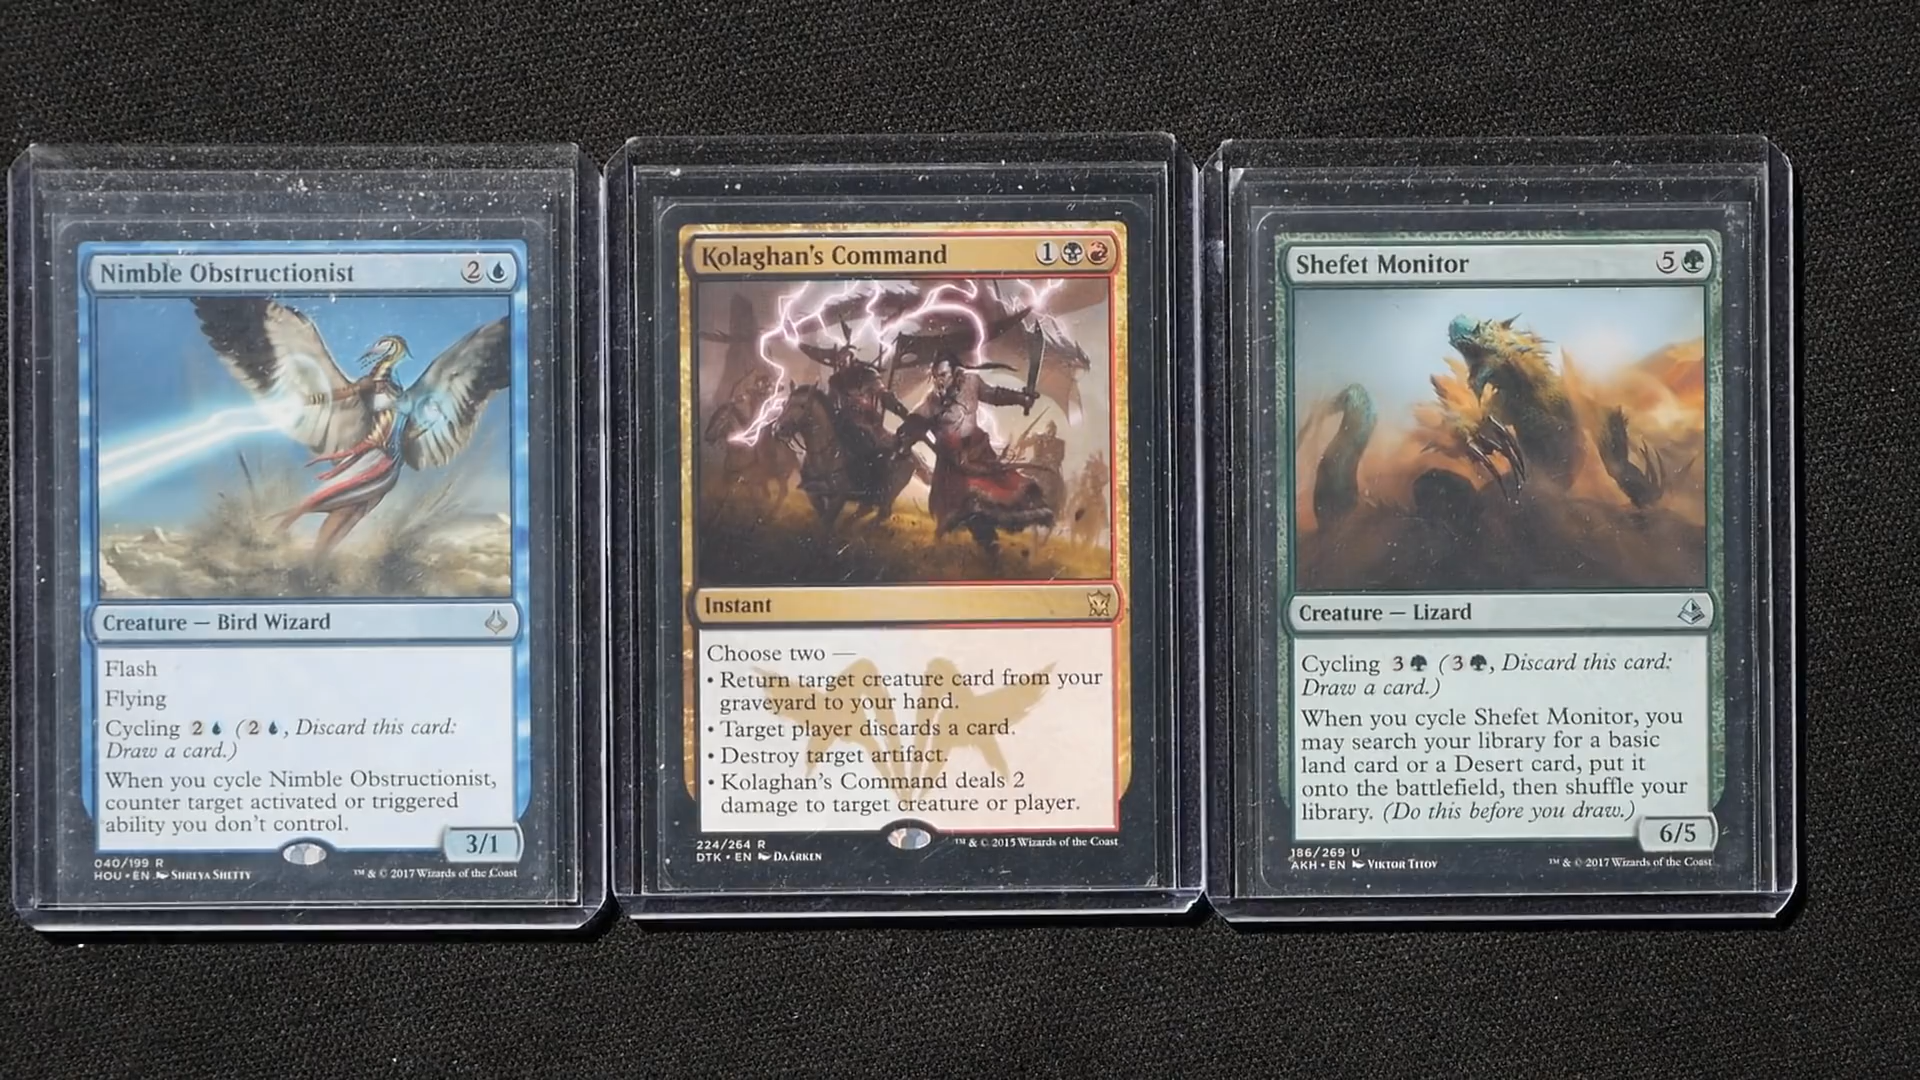 Nimble Obstructionist 2
Creature — Bird Wizard
Flash
Flying
Cycling 2 (2, Discard this card:
Draw a card.)
When you cycle Nimble Obstructionist,
counter target activated or triggered
ability you don't control.
3/1
040/199 R
HOU • EN Shreya Shetty
™ & © 2017 Wizards of the Coast
Kolaghan's Command 1
Instant
Choose two —
• Return target creature card from your
graveyard to your hand.
• Target player discards a card.
• Destroy target artifact.
• Kolaghan's Command deals 2
damage to target creature or player.
224/264 R
DTK • EN Daarken
™ & © 2015 Wizards of the Coast
Shefet Monitor 5
Creature — Lizard
Cycling 3 (3, Discard this card:
Draw a card.)
When you cycle Shefet Monitor, you
may search your library for a basic
land card or a Desert card, put it
onto the battlefield, then shuffle your
library. (Do this before you draw.)
6/5
186/269 U
AKH • EN Viktor Titov
™ & © 2017 Wizards of the Coast